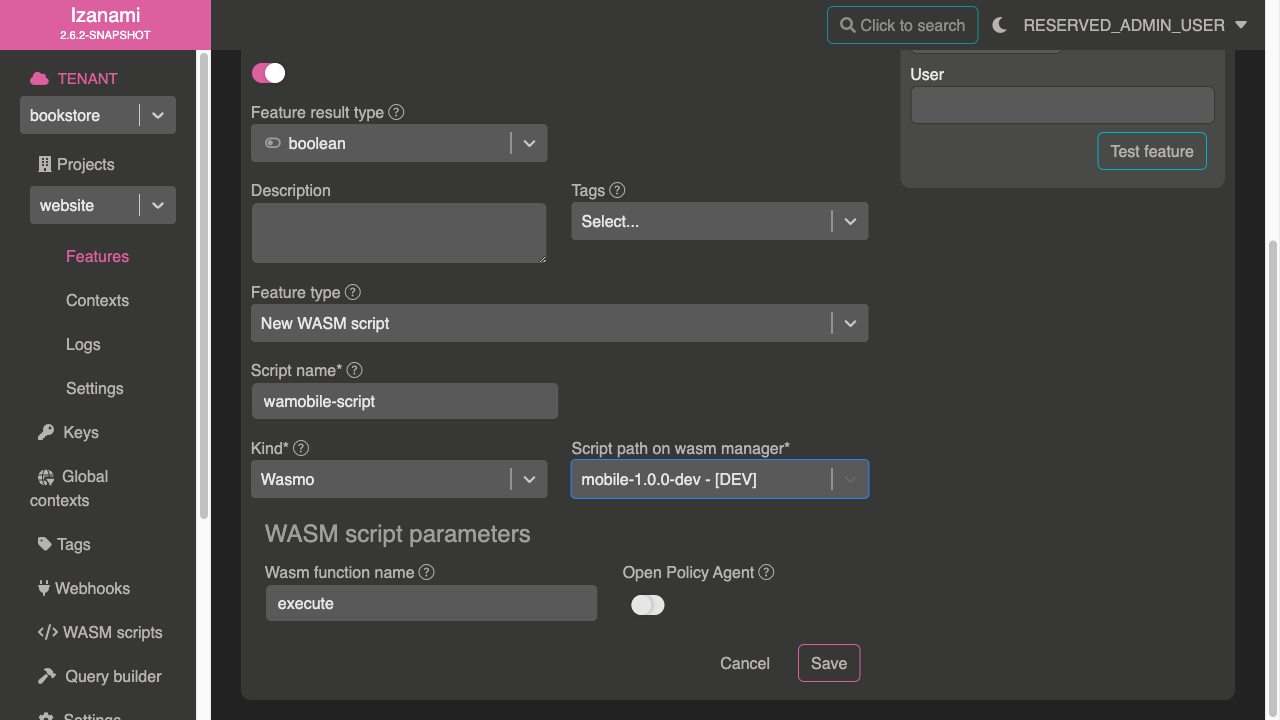 Izanami
2.6.2-SNAPSHOT
Click to search
RESERVED_ADMIN_USER
TENANT
bookstore
Projects
website
Features
Contexts
Logs
Settings
Keys
Global
contexts
Tags
Webhooks
WASM scripts
Query builder
Settings
Feature result type
boolean
Description
Tags
Select...
Feature type
New WASM script
Script name*
wamobile-script
Kind*
Wasmo
Script path on wasm manager*
mobile-1.0.0-dev - [DEV]
WASM script parameters
Wasm function name
execute
Open Policy Agent
Cancel
Save
User
Test feature